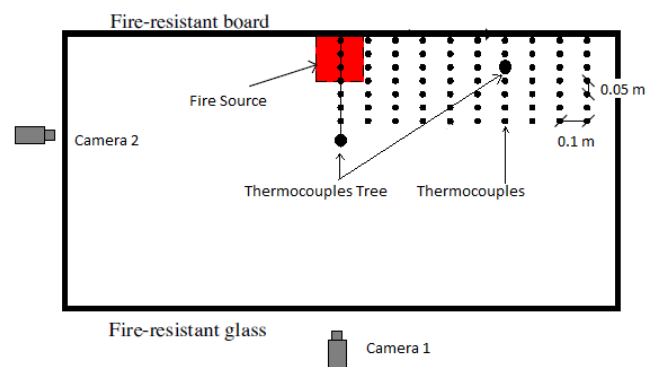 Fire-resistant board
Fire Source
0.05 m
Camera 2
0.1 m
Thermocouples Tree
Thermocouples
Fire-resistant glass
Camera 1